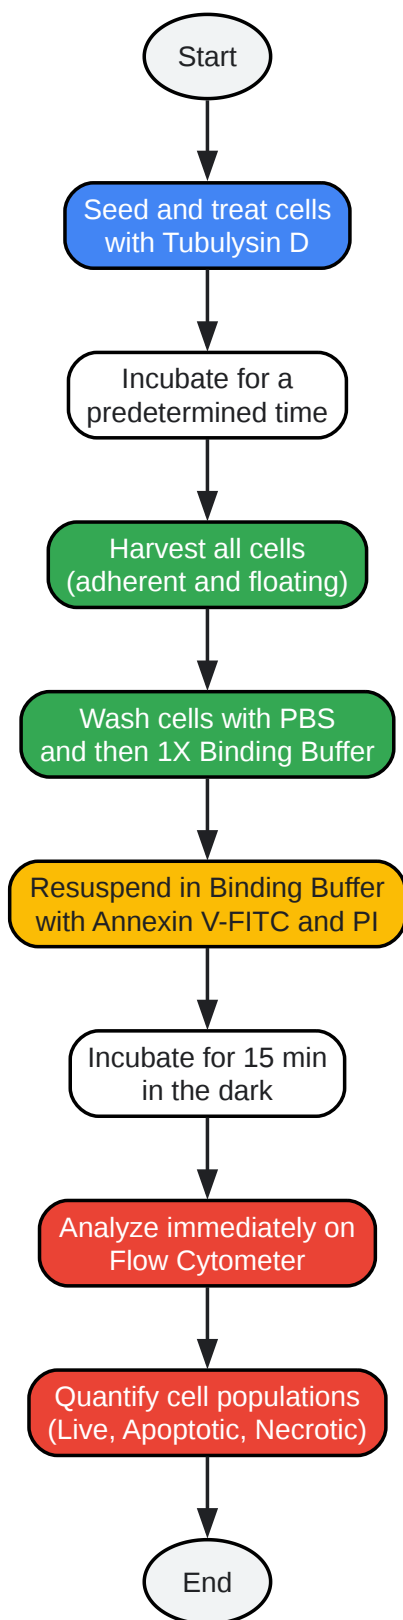 Start
Seed and treat cells
with Tubulysin D
Incubate for a
predetermined time
Harvest all cells
(adherent and floating)
Wash cells with PBS
and then 1X Binding Buffer
Resuspend in Binding Buffer
with Annexin V-FITC and PI
Incubate for 15 min
in the dark
Analyze immediately on
Flow Cytometer
Quantify cell populations
(Live, Apoptotic, Necrotic)
End